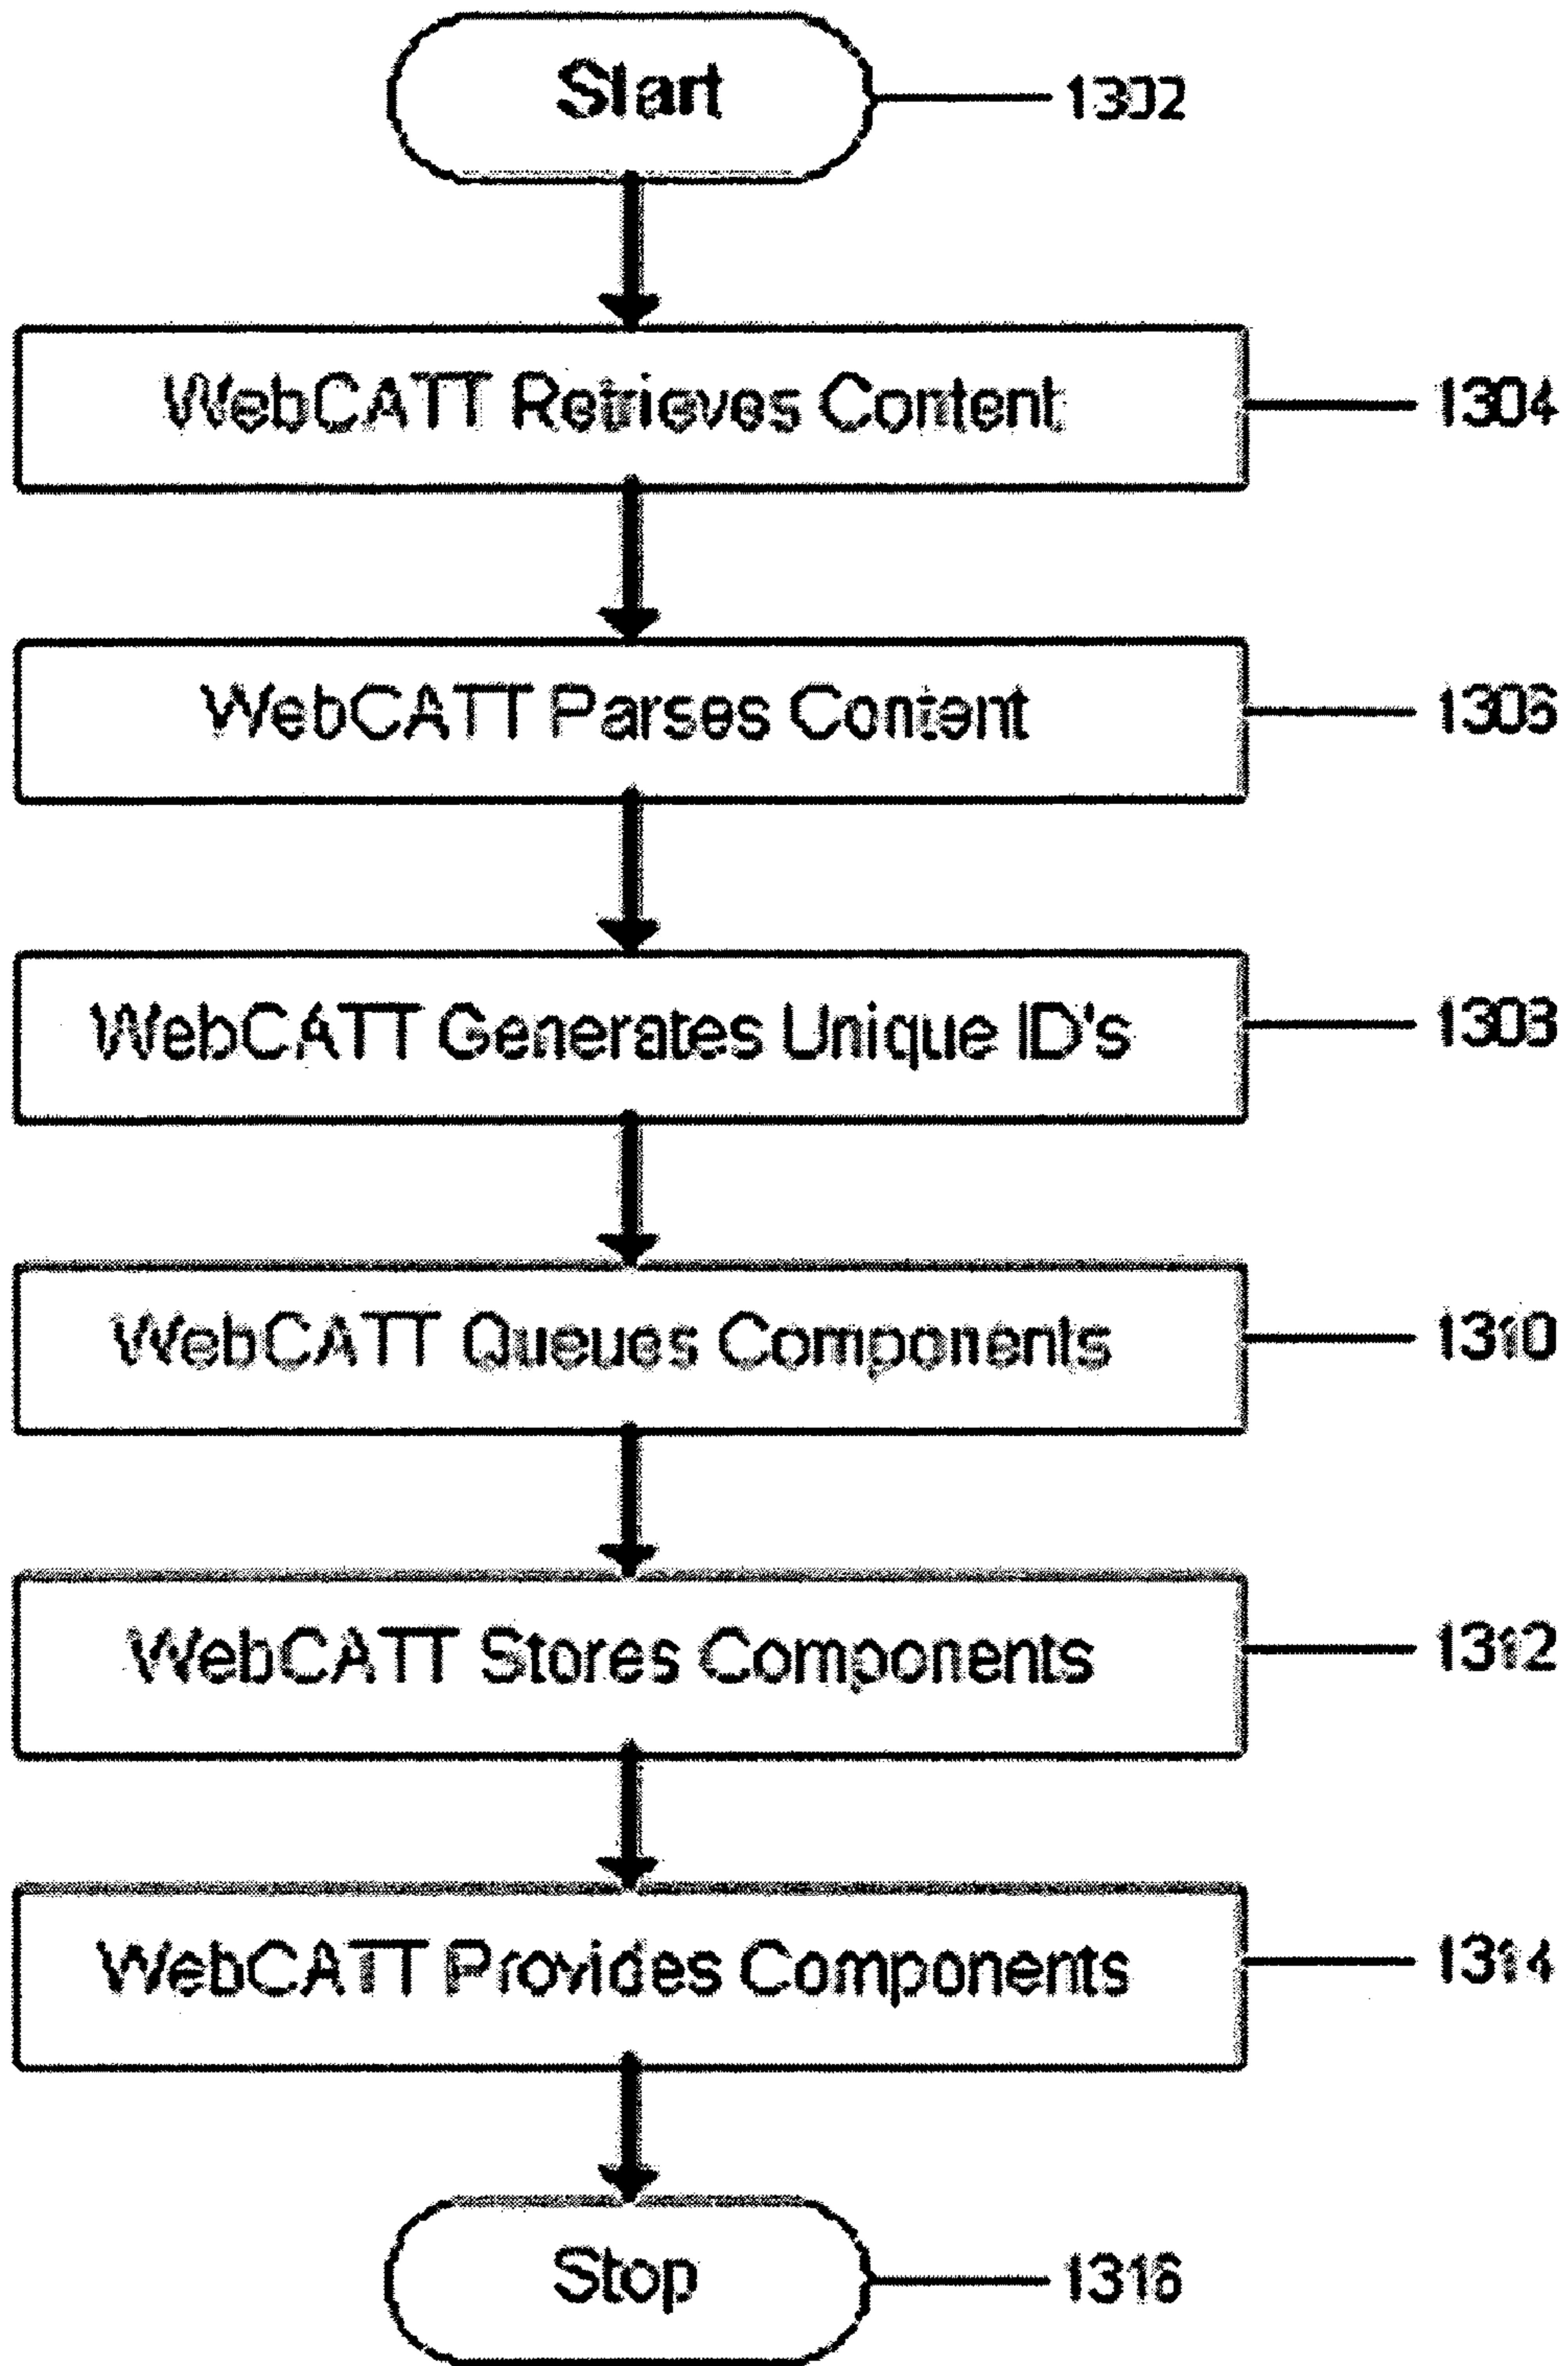 Start
1302
WebCATT Retrieves Content
1304
WebCATT Parses Content
1306
WebCATT Generates Unique ID's
1308
WebCATT Queues Components
1310
WebCATT Stores Components
1312
WebCATT Provides Components
1314
Stop
1316